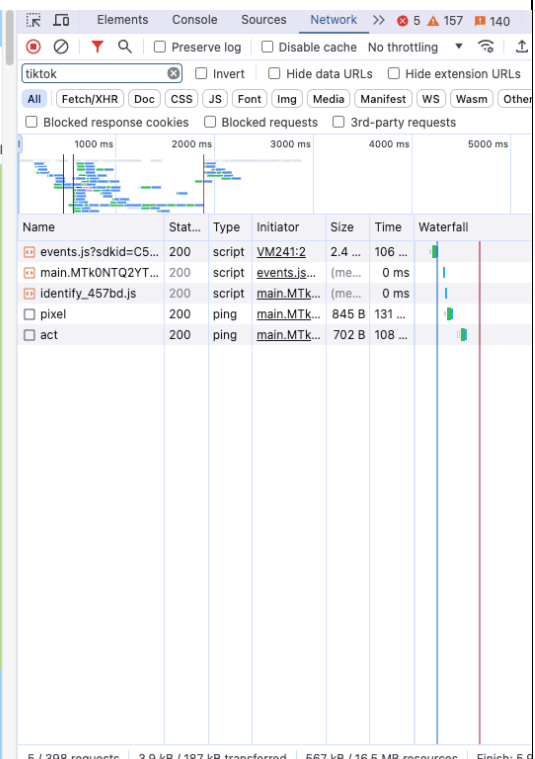 Elements Console Sources Network 5 157 140
Preserve log Disable cache No throttling
tiktok Invert Hide data URLs Hide extension URLs
All Fetch/XHR Doc CSS JS Font Img Media Manifest WS Wasm Other
Blocked response cookies Blocked requests 3rd-party requests
1000 ms 2000 ms 3000 ms 4000 ms 5000 ms
Name Stat... Type Initiator Size Time Waterfall
events.js?sdkid=C5... 200 script VM241:2 2.4 ... 106 ...
main.MTk0NTQ2YT... 200 script events.js... (me... 0 ms
identify_457bd.js 200 script main.MTk... (me... 0 ms
pixel 200 ping main.MTk... 845 B 131 ...
act 200 ping main.MTk... 702 B 108 ...
5 / 398 requests 3.9 kB / 187 kB transferred 567 kB / 16.5 MB resources Finish: 5.9